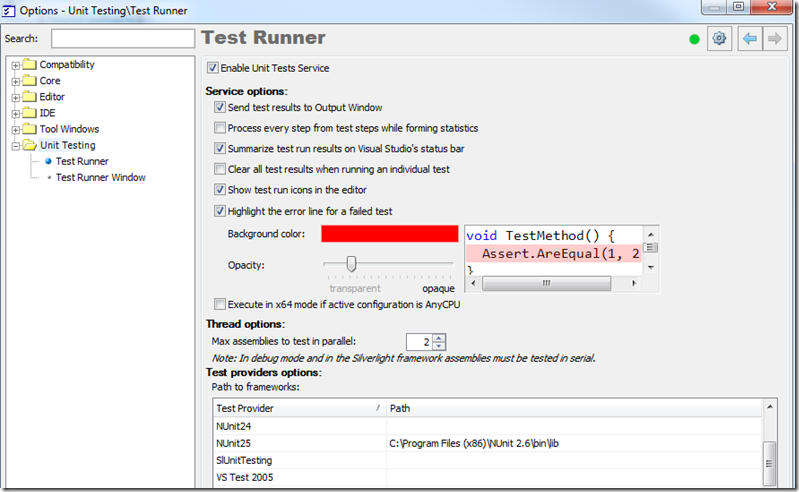 Options - Unit Testing\Test Runner
Search:
Test Runner
Compatibility
Core
Editor
IDE
Tool Windows
Unit Testing
Test Runner
Test Runner Window
Enable Unit Tests Service
Service options:
Send test results to Output Window
Process every step from test steps while forming statistics
Summarize test run results on Visual Studio's status bar
Clear all test results when running an individual test
Show test run icons in the editor
Highlight the error line for a failed test
Background color:
void TestMethod() {
Assert.AreEqual(1, 2
}
Opacity:
transparent opaque
Execute in x64 mode if active configuration is AnyCPU
Thread options:
Max assemblies to test in parallel: 2
Note: In debug mode and in the Silverlight framework assemblies must be tested in serial.
Test providers options:
Path to frameworks:
Test Provider / Path
NUnit24
NUnit25 C:\Program Files (x86)\NUnit 2.6\bin\lib
SlUnitTesting
VS Test 2005